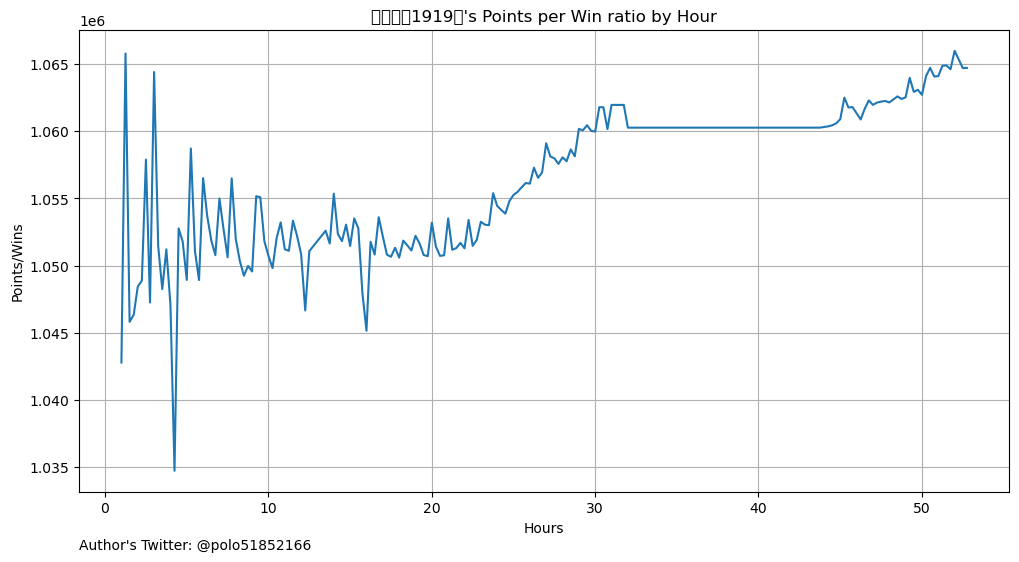 1919's Points per Win ratio by Hour
1e6
1.065
1.060
1.055
1.050
1.045
1.040
1.035
Points/Wins
0 10 20 30 40 50
Hours
Author's Twitter: @polo51852166